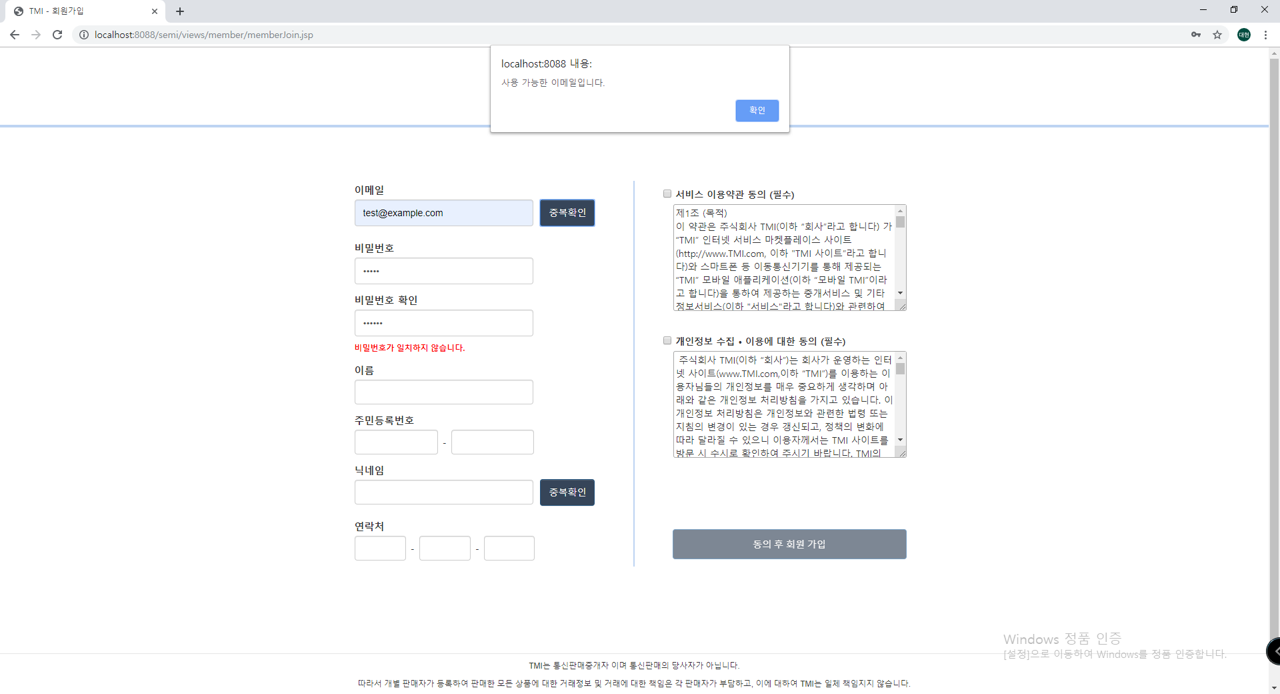 TMI - 회원가입
localhost:8088/semi/views/member/memberJoin.jsp
대현
localhost:8088 내용:
사용 가능한 이메일입니다.
확인
이메일
test@example.com
중복확인
비밀번호
•••••
비밀번호 확인
••••••
비밀번호가 일치하지 않습니다.
이름
주민등록번호
-
닉네임
중복확인
연락처
- -
서비스 이용약관 동의 (필수)
제1조 (목적)
이 약관은 주식회사 TMI(이하 “회사”라고 합니다) 가
“TMI” 인터넷 서비스 마켓플레이스 사이트
(http://www.TMI.com, 이하 “TMI 사이트”라고 합니
다)와 스마트폰 등 이동통신기기를 통해 제공되는
“TMI” 모바일 애플리케이션(이하 “모바일 TMI”이라
고 합니다)을 통하여 제공하는 중개서비스 및 기타
정보서비스(이하 “서비스”라고 합니다)와 관련하여
개인정보 수집 • 이용에 대한 동의 (필수)
주식회사 TMI(이하 “회사”)는 회사가 운영하는 인터
넷 사이트(www.TMI.com,이하 “TMI”)를 이용하는 이
용자님들의 개인정보를 매우 중요하게 생각하며 아
래와 같은 개인정보 처리방침을 가지고 있습니다. 이
개인정보 처리방침은 개인정보와 관련한 법령 또는
지침의 변경이 있는 경우 갱신되고, 정책의 변화에
따라 달라질 수 있으니 이용자께서는 TMI 사이트를
방문 시 수시로 확인하여 주시기 바랍니다. TMI의
동의 후 회원 가입
Windows 정품 인증
[설정]으로 이동하여 Windows를 정품 인증합니다.
TMI는 통신판매중개자 이며 통신판매의 당사자가 아닙니다.
따라서 개별 판매자가 등록하여 판매한 모든 상품에 대한 거래정보 및 거래에 대한 책임은 각 판매자가 부담하고, 이에 대하여 TMI는 일체 책임지지 않습니다.